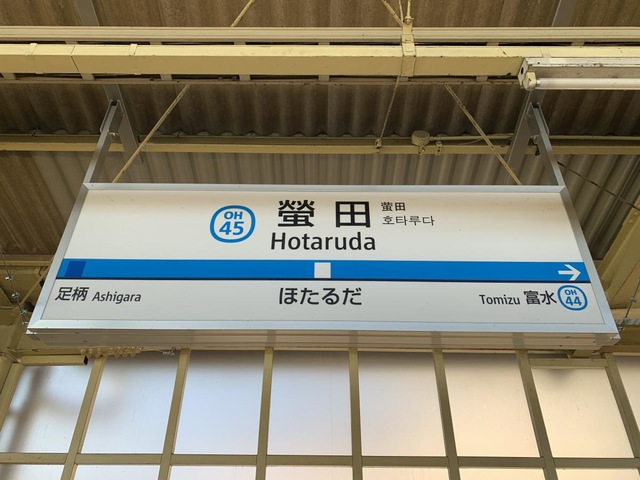 OH
45
螢田
萤田
호타루다
Hotaruda
足柄 Ashigara
ほたるだ
Tomizu 富水
OH
44